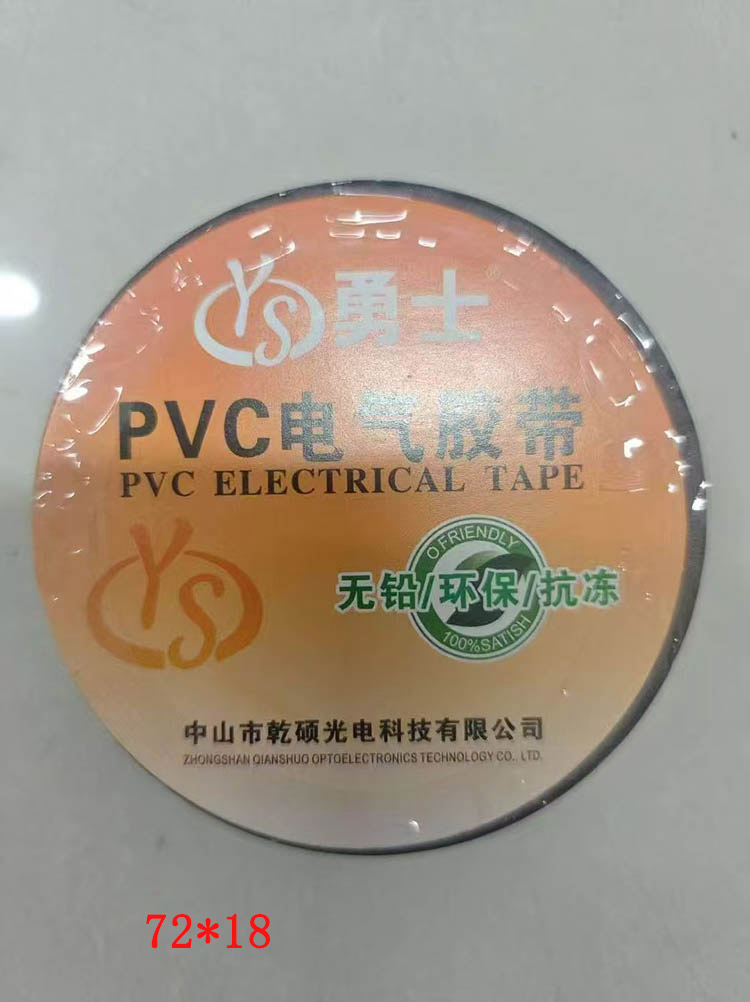 YS 勇士®
PVC电气胶带
PVC ELECTRICAL TAPE
YS
O FRIENDLY
无铅/环保/抗冻
100%SATISH
中山市乾硕光电科技有限公司
ZHONGSHAN QIANSHUO OPTOELECTRONICS TECHNOLOGY CO., LTD.
72*18